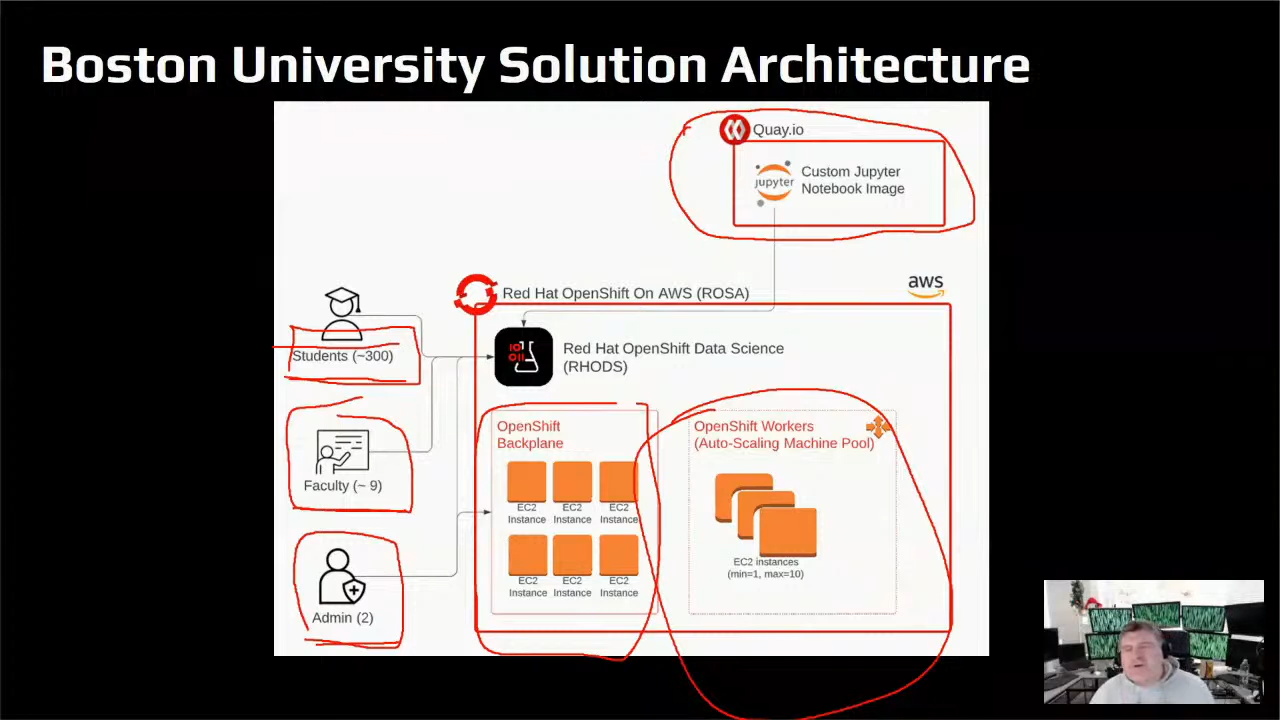 Boston University Solution Architecture
Quay.io
jupyter
Custom Jupyter
Notebook Image
aws
Red Hat OpenShift On AWS (ROSA)
Students (~300)
Red Hat OpenShift Data Science
(RHODS)
Faculty (~ 9)
Admin (2)
OpenShift
Backplane
EC2
Instance
EC2
Instance
EC2
Instance
EC2
Instance
EC2
Instance
EC2
Instance
OpenShift Workers
(Auto-Scaling Machine Pool)
EC2 instances
(min=1, max=10)